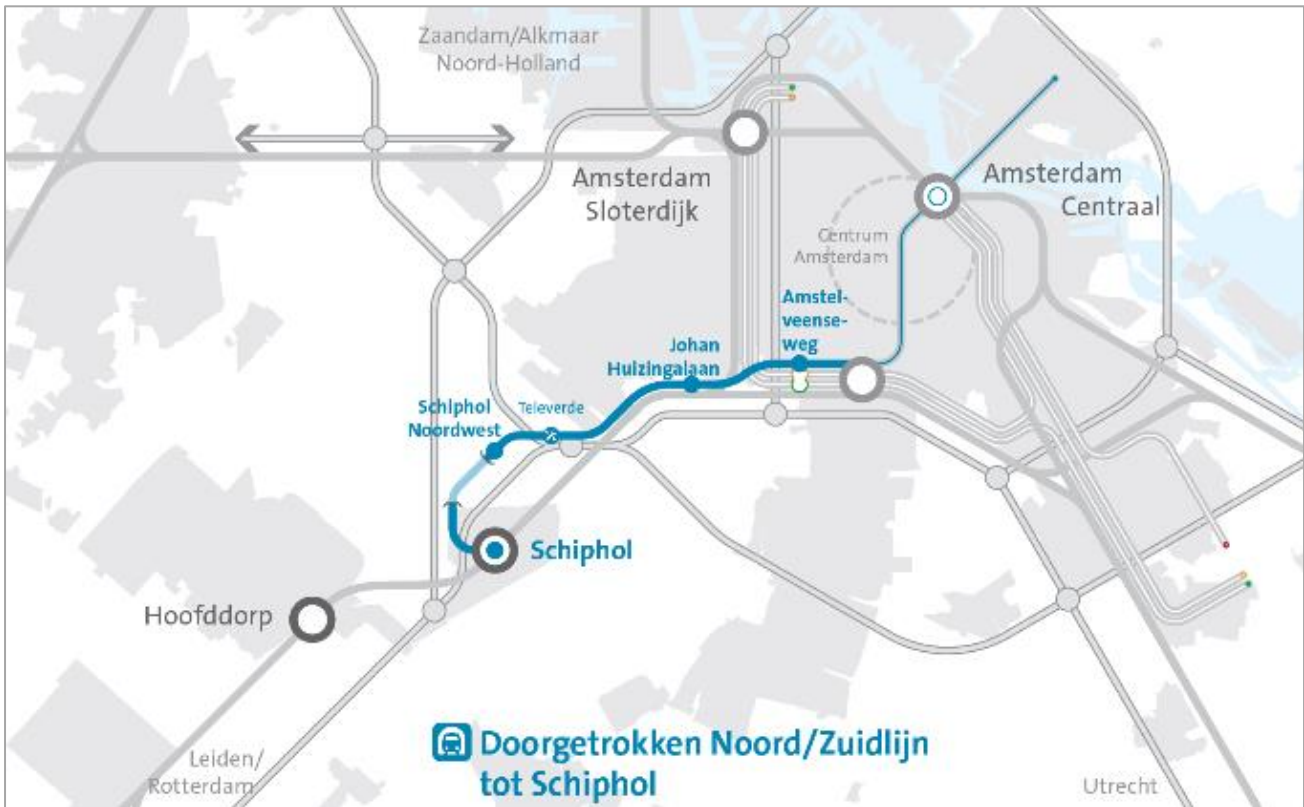 Zaandam/Alkmaar
Noord-Holland
Amsterdam
Sloterdijk
Amsterdam
Centraal
Centrum
Amsterdam
Amstel-
veense-
weg
Johan
Huizingalaan
Schiphol
Noordwest
Televerde
Schiphol
Hoofddorp
Leiden/
Rotterdam
Doorgetrokken Noord/Zuidlijn
tot Schiphol
Utrecht